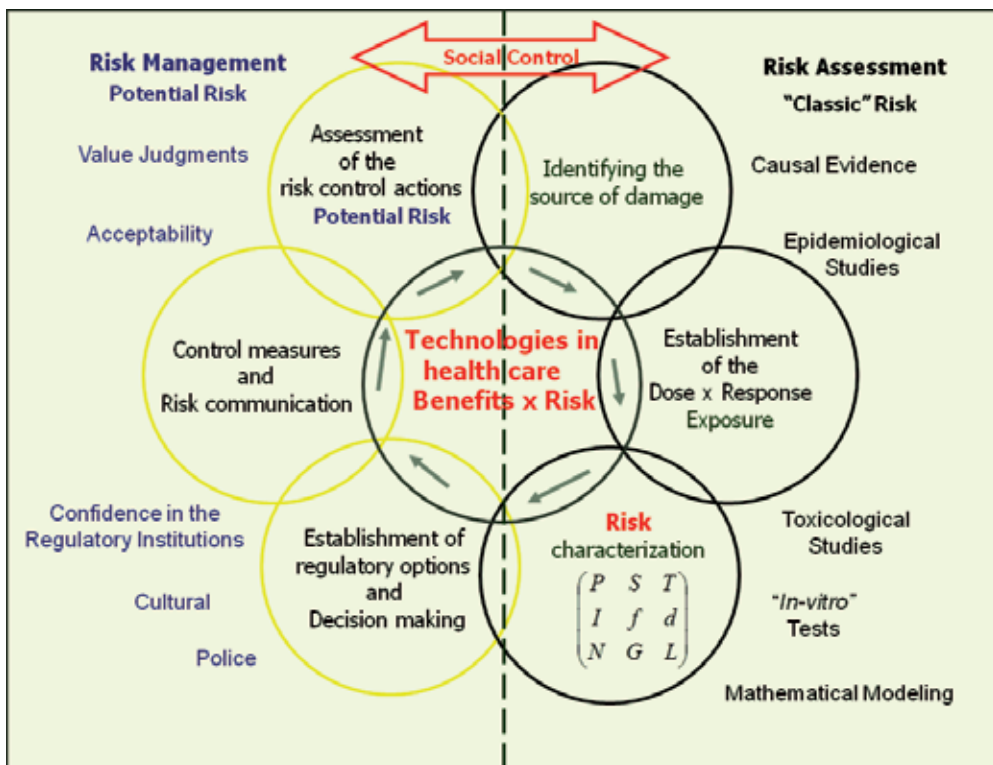 Social Control
Risk Management
Potential Risk
Value Judgments
Acceptability
Confidence in the
Regulatory Institutions
Cultural
Police
Assessment
of the
risk control actions
Potential Risk
Control measures
and
Risk communication
Establishment of
regulatory options
and
Decision making
Technologies in
health care
Benefits x Risk
Identifying the
source of damage
Establishment
of the
Dose x Response
Exposure
Risk
characterization
P S T
I f d
N G L
Risk Assessment
"Classic" Risk
Causal Evidence
Epidemiological
Studies
Toxicological
Studies
"In-vitro"
Tests
Mathematical Modeling